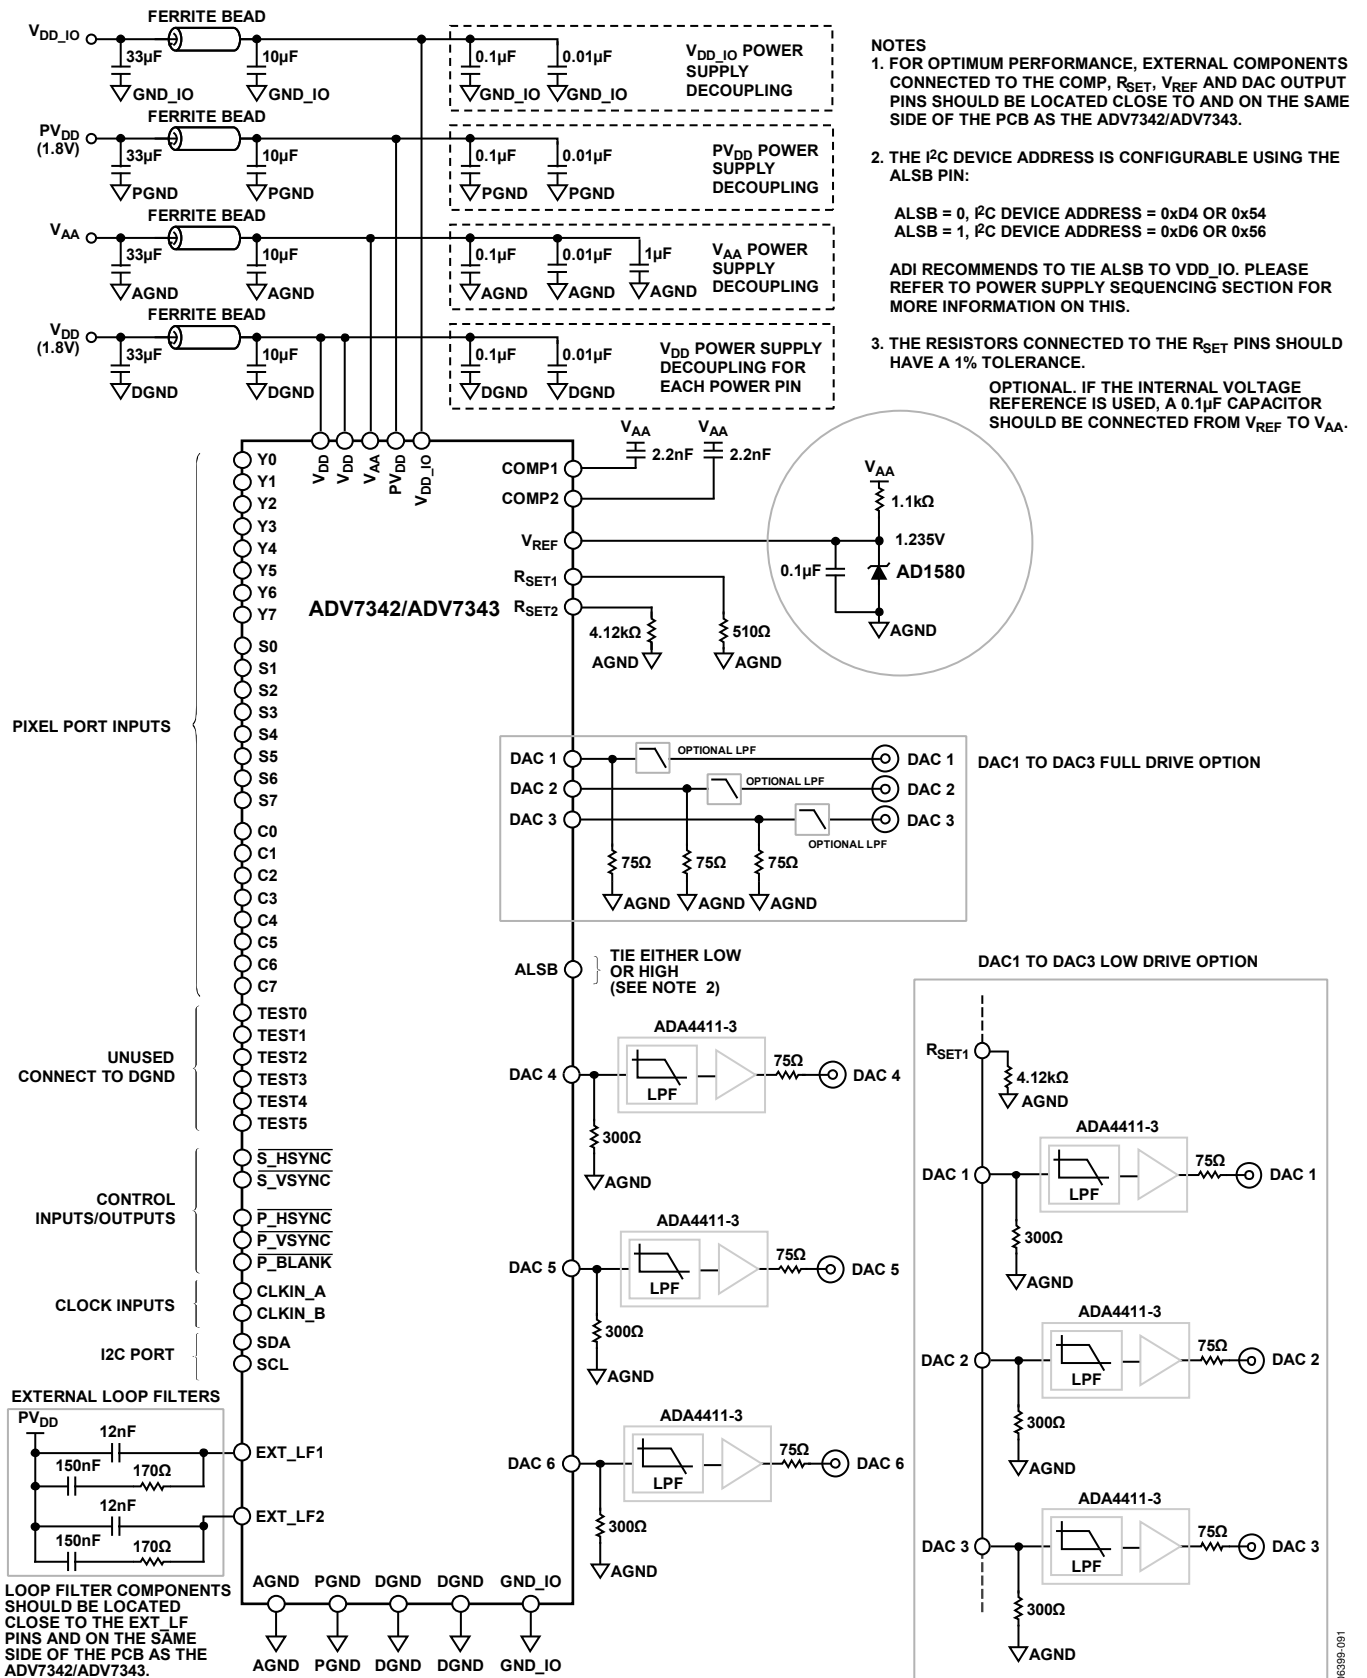 FERRITE BEAD
VDD_IO
33µF
10µF
0.1µF
0.01µF
VDD_IO POWER
SUPPLY
DECOUPLING
GND_IO
GND_IO
GND_IO
GND_IO
FERRITE BEAD
PVDD
(1.8V)
33µF
10µF
0.1µF
0.01µF
PVDD POWER
SUPPLY
DECOUPLING
PGND
PGND
PGND
PGND
FERRITE BEAD
VAA
33µF
10µF
0.1µF
0.01µF
1µF
VAA POWER
SUPPLY
DECOUPLING
AGND
AGND
AGND
AGND
AGND
FERRITE BEAD
VDD
(1.8V)
33µF
10µF
0.1µF
0.01µF
VDD POWER SUPPLY
DECOUPLING FOR
EACH POWER PIN
DGND
DGND
DGND
DGND
NOTES
1. FOR OPTIMUM PERFORMANCE, EXTERNAL COMPONENTS
CONNECTED TO THE COMP, RSET, VREF AND DAC OUTPUT
PINS SHOULD BE LOCATED CLOSE TO AND ON THE SAME
SIDE OF THE PCB AS THE ADV7342/ADV7343.
2. THE I2C DEVICE ADDRESS IS CONFIGURABLE USING THE
ALSB PIN:
ALSB = 0, I2C DEVICE ADDRESS = 0xD4 OR 0x54
ALSB = 1, I2C DEVICE ADDRESS = 0xD6 OR 0x56
ADI RECOMMENDS TO TIE ALSB TO VDD_IO. PLEASE
REFER TO POWER SUPPLY SEQUENCING SECTION FOR
MORE INFORMATION ON THIS.
3. THE RESISTORS CONNECTED TO THE RSET PINS SHOULD
HAVE A 1% TOLERANCE.
OPTIONAL. IF THE INTERNAL VOLTAGE
REFERENCE IS USED, A 0.1µF CAPACITOR
SHOULD BE CONNECTED FROM VREF TO VAA.
VDD
VDD
VAA
PVDD
VDD_IO
VAA
VAA
2.2nF
2.2nF
COMP1
COMP2
VREF
RSET1
RSET2
4.12kΩ
AGND
510Ω
AGND
VAA
1.1kΩ
1.235V
0.1µF
AD1580
AGND
ADV7342/ADV7343
PIXEL PORT INPUTS
Y0
Y1
Y2
Y3
Y4
Y5
Y6
Y7
S0
S1
S2
S3
S4
S5
S6
S7
C0
C1
C2
C3
C4
C5
C6
C7
UNUSED
CONNECT TO DGND
TEST0
TEST1
TEST2
TEST3
TEST4
TEST5
CONTROL
INPUTS/OUTPUTS
S_HSYNC
S_VSYNC
P_HSYNC
P_VSYNC
P_BLANK
CLOCK INPUTS
CLKIN_A
CLKIN_B
I2C PORT
SDA
SCL
EXTERNAL LOOP FILTERS
PVDD
12nF
150nF
170Ω
EXT_LF1
12nF
150nF
170Ω
EXT_LF2
LOOP FILTER COMPONENTS
SHOULD BE LOCATED
CLOSE TO THE EXT_LF
PINS AND ON THE SAME
SIDE OF THE PCB AS THE
ADV7342/ADV7343.
AGND
PGND
DGND
DGND
GND_IO
AGND
PGND
DGND
DGND
GND_IO
DAC 1
OPTIONAL LPF
DAC 1
DAC 2
OPTIONAL LPF
DAC 2
DAC 3
OPTIONAL LPF
DAC 3
75Ω
75Ω
75Ω
AGND
AGND
AGND
DAC1 TO DAC3 FULL DRIVE OPTION
ALSB
TIE EITHER LOW
OR HIGH
(SEE NOTE 2)
ADA4411-3
DAC 4
LPF
75Ω
DAC 4
300Ω
AGND
ADA4411-3
DAC 5
LPF
75Ω
DAC 5
300Ω
AGND
ADA4411-3
DAC 6
LPF
75Ω
DAC 6
300Ω
AGND
DAC1 TO DAC3 LOW DRIVE OPTION
RSET1
4.12kΩ
AGND
ADA4411-3
DAC 1
LPF
75Ω
DAC 1
300Ω
AGND
ADA4411-3
DAC 2
LPF
75Ω
DAC 2
300Ω
AGND
ADA4411-3
DAC 3
LPF
75Ω
DAC 3
300Ω
AGND